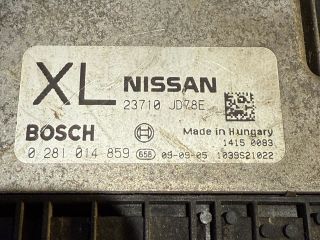 XL NISSAN
23710 JD78E
BOSCH Made in Hungary
1415 0083
0 281 014 859 658 09-09-05 1039S21022